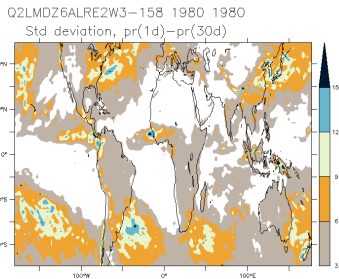 Q2LMDZ6ALRE2W3-158 1980 1980
Std deviation, pr(1d)-pr(30d)
°N
°N
0°
°S
°S
100°W 0° 100°E
15
12
9
6
3